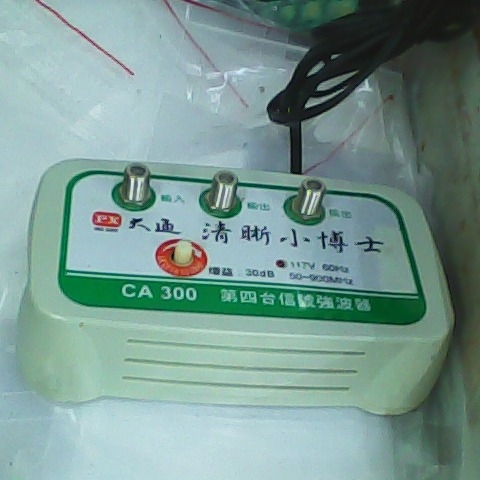 輸入 輸出 輸出
PX 大通 清晰小博士
增益:30dB 117V 60Hz
50~900MHz
CA 300 第四台信號強波器